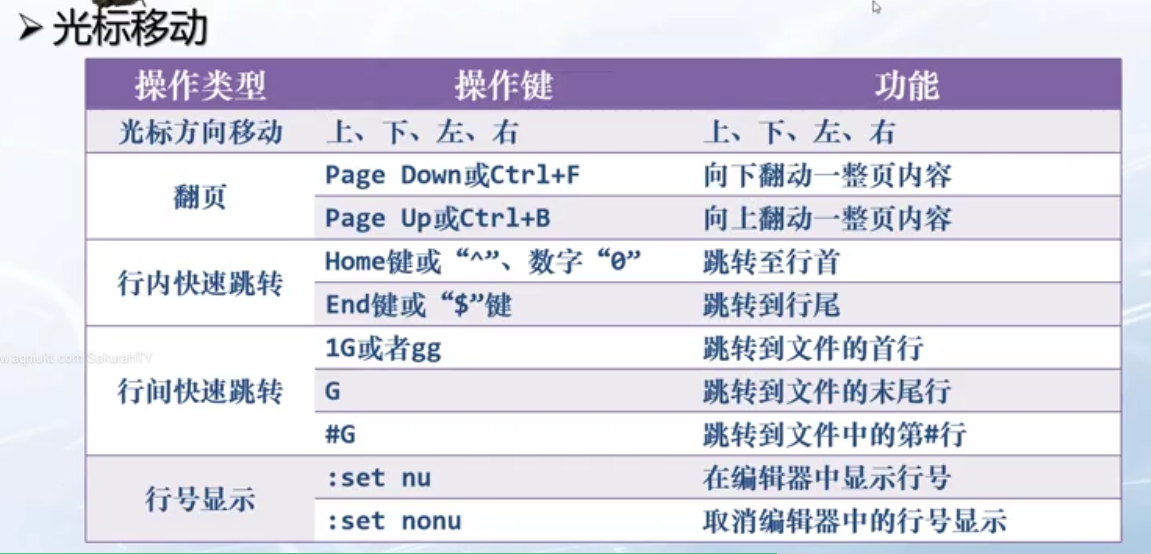 ➢ 光标移动
操作类型 操作键 功能
光标方向移动 上、下、左、右 上、下、左、右
翻页
Page Down或Ctrl+F 向下翻动一整页内容
Page Up或Ctrl+B 向上翻动一整页内容
行内快速跳转
Home键或“^”、数字“0” 跳转至行首
End键或“$”键 跳转到行尾
行间快速跳转
1G或者gg 跳转到文件的首行
G 跳转到文件的末尾行
#G 跳转到文件中的第#行
行号显示
:set nu 在编辑器中显示行号
:set nonu 取消编辑器中的行号显示